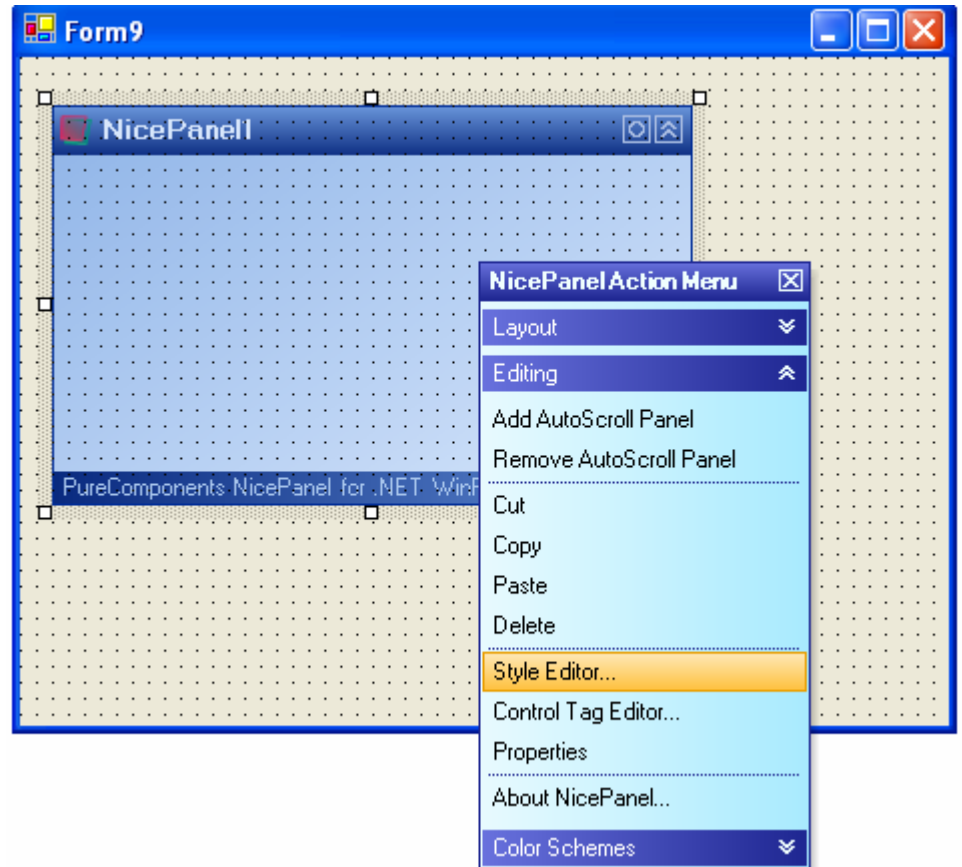 Form9
NicePanel1
NicePanel Action Menu
Layout
Editing
Add AutoScroll Panel
Remove AutoScroll Panel
PureComponents NicePanel for .NET
Cut
Copy
Paste
Delete
Style Editor...
Control Tag Editor...
Properties
About NicePanel...
Color Schemes